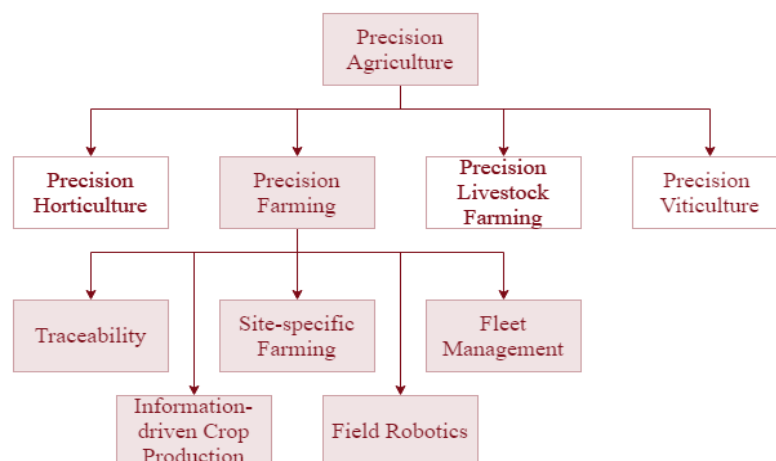 Precision
Agriculture
Precision
Horticulture
Precision
Farming
Precision
Livestock
Farming
Precision
Viticulture
Traceability
Site-specific
Farming
Fleet
Management
Information-
driven Crop
Production
Field Robotics